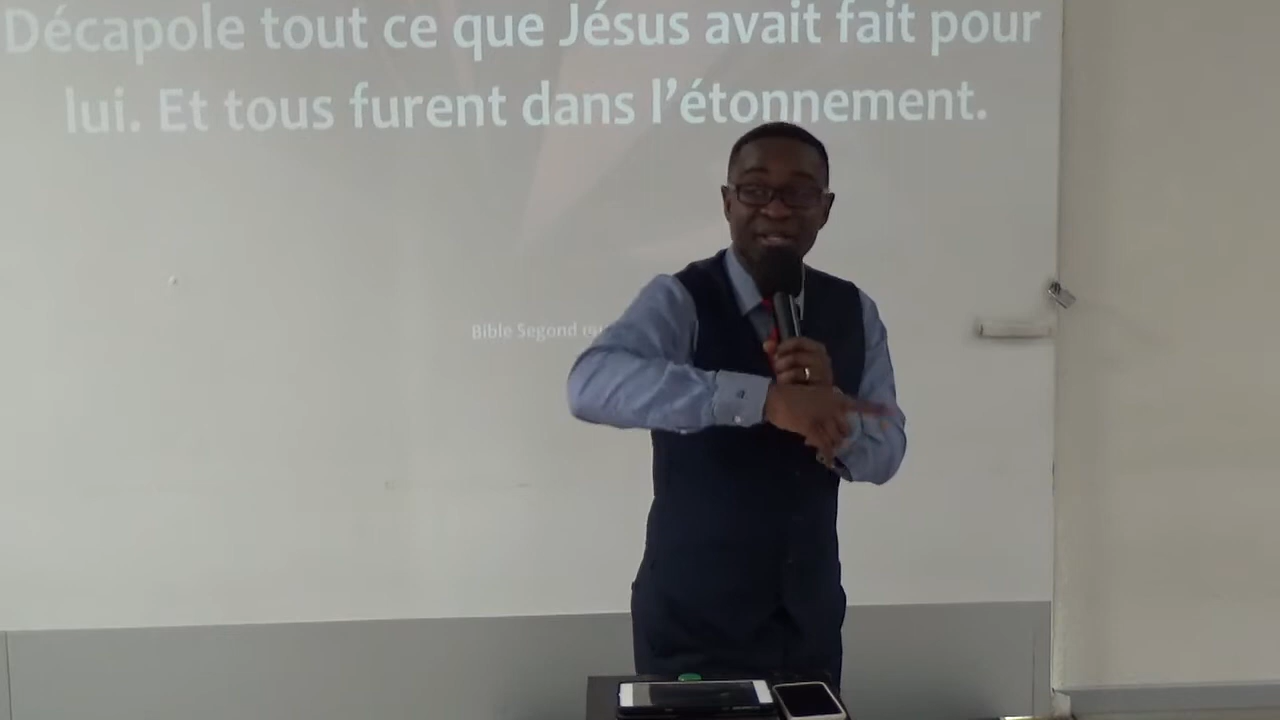 Décapole tout ce que Jésus avait fait pour
lui. Et tous furent dans l’étonnement.
Bible Segond